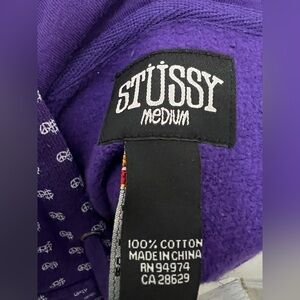 STÜSSY
MEDIUM
100% COTTON
MADE IN CHINA
RN 94974
CA 28629